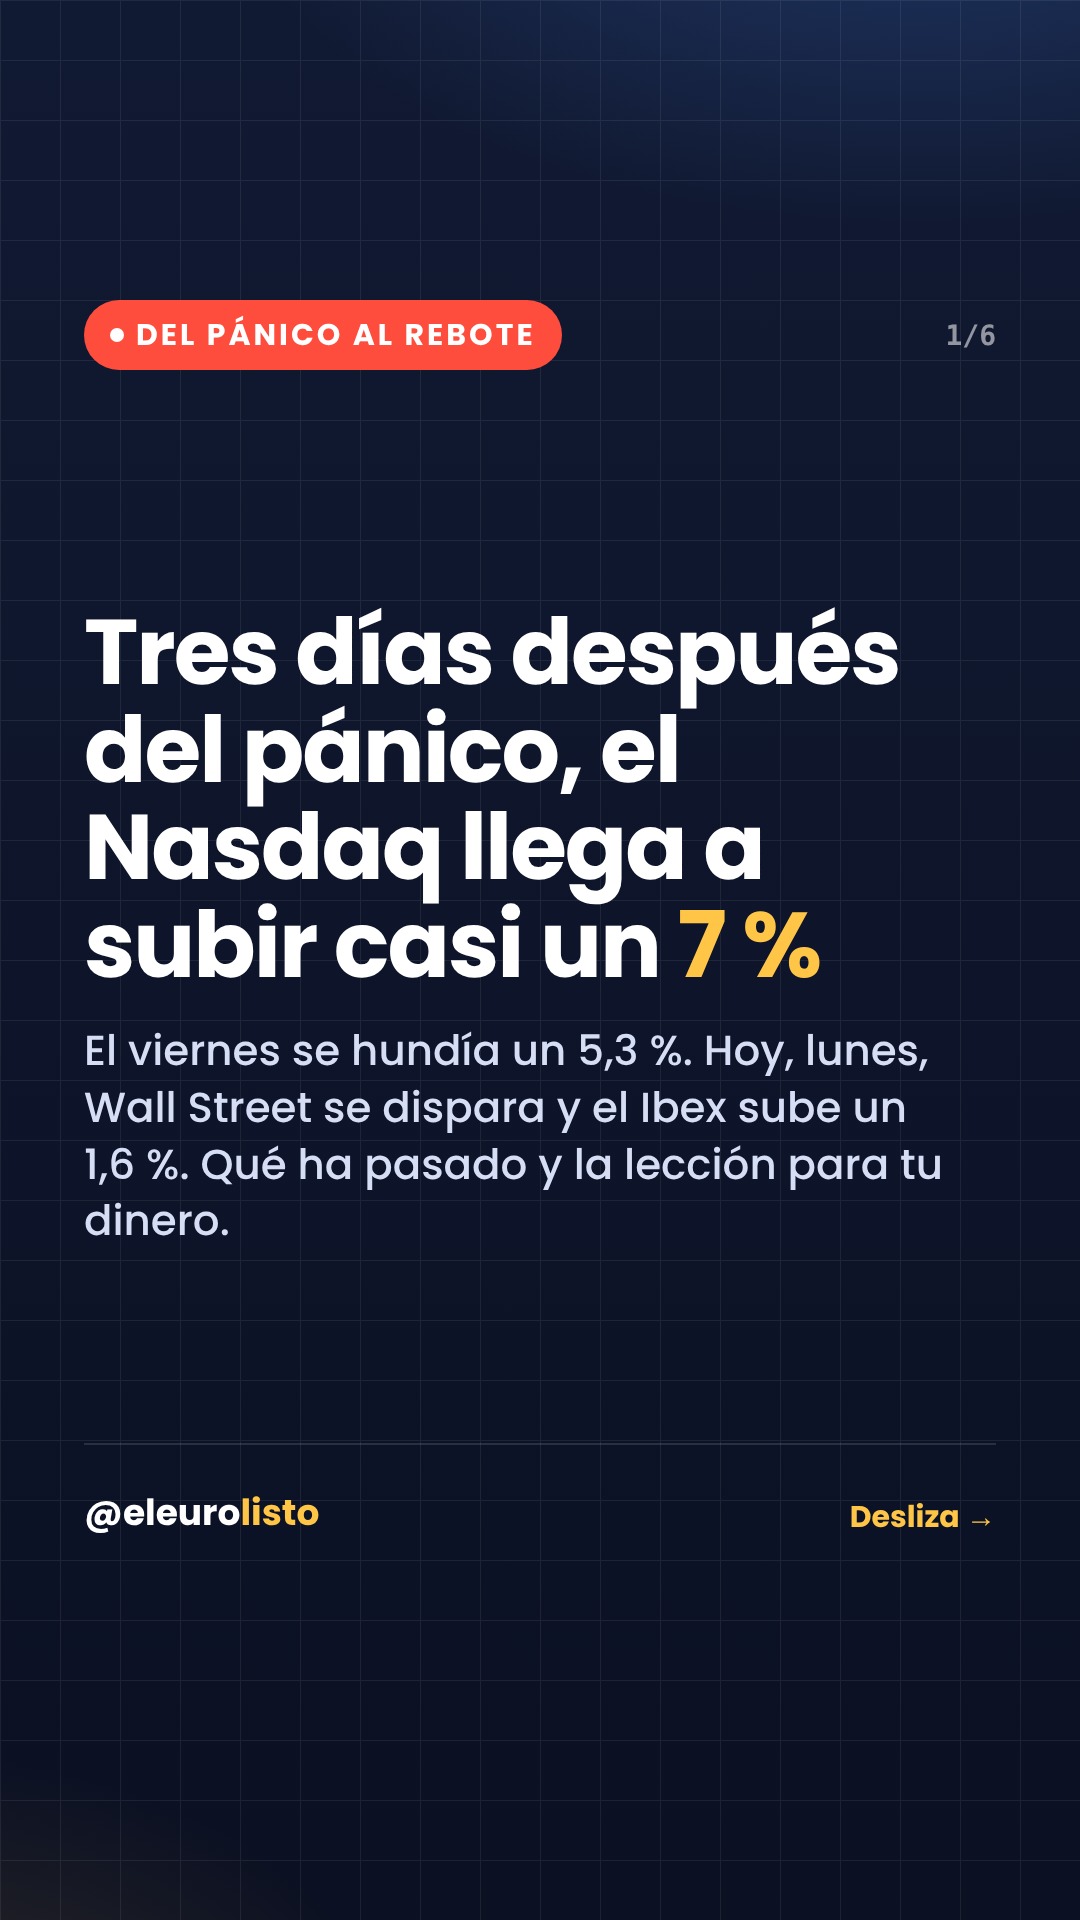 DEL PÁNICO AL REBOTE
1/6
Tres días después
del pánico, el
Nasdaq llega a
subir casi un 7 %
El viernes se hundía un 5,3 %. Hoy, lunes,
Wall Street se dispara y el Ibex sube un
1,6 %. Qué ha pasado y la lección para tu
dinero.
@eleurolisto
Desliza →